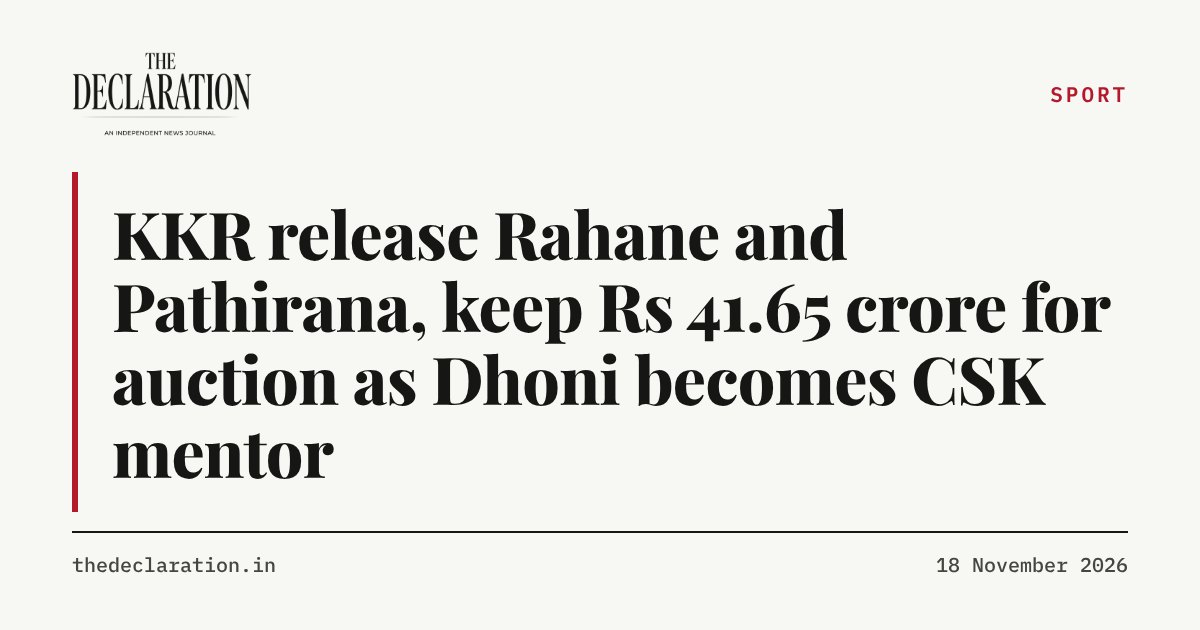 THE
DECLARATION
AN INDEPENDENT NEWS JOURNAL
SPORT
KKR release Rahane and
Pathirana, keep Rs 41.65 crore for
auction as Dhoni becomes CSK
mentor
thedeclaration.in
18 November 2026